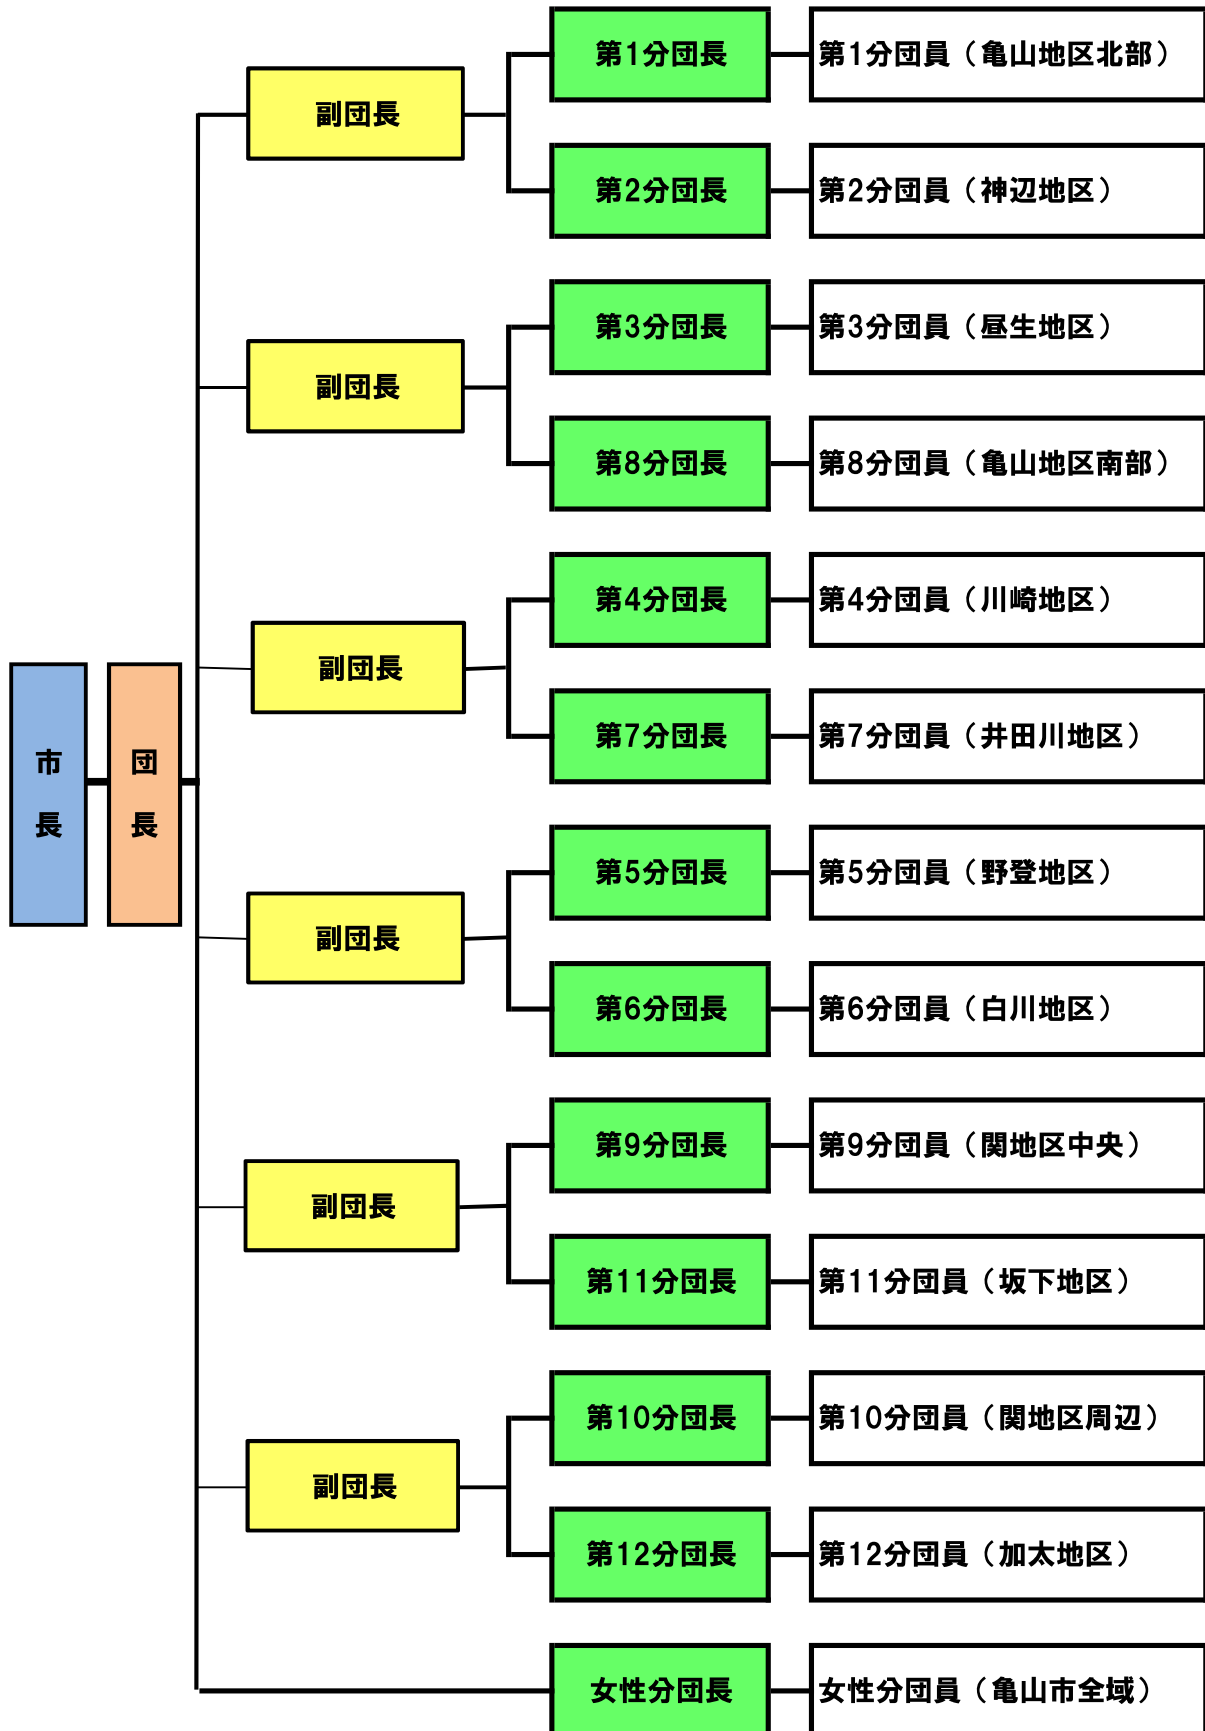 市長
団長
副団長
第1分団長
第1分団員（亀山地区北部）
第2分団長
第2分団員（神辺地区）
副団長
第3分団長
第3分団員（昼生地区）
第8分団長
第8分団員（亀山地区南部）
副団長
第4分団長
第4分団員（川崎地区）
第7分団長
第7分団員（井田川地区）
副団長
第5分団長
第5分団員（野登地区）
第6分団長
第6分団員（白川地区）
副団長
第9分団長
第9分団員（関地区中央）
第11分団長
第11分団員（坂下地区）
副団長
第10分団長
第10分団員（関地区周辺）
第12分団長
第12分団員（加太地区）
女性分団長
女性分団員（亀山市全域）